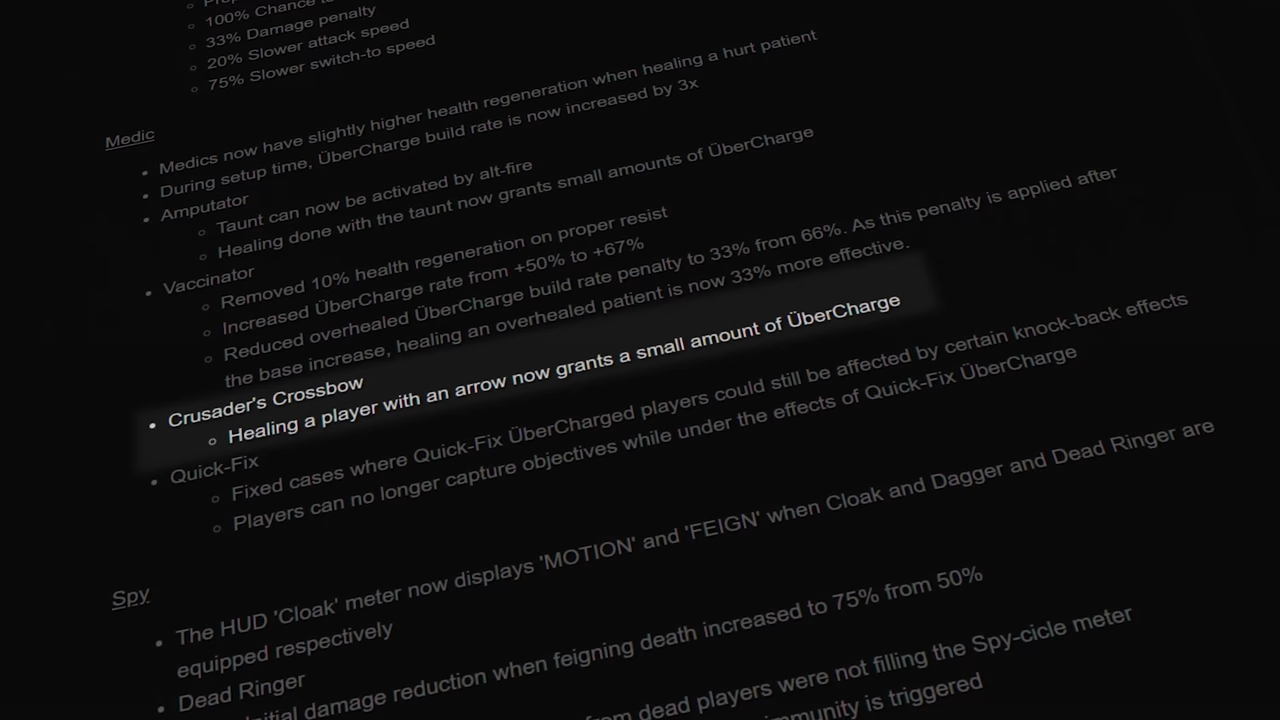 100% Chance to
33% Damage penalty
20% Slower attack speed
75% Slower switch-to speed
Medic
Medics now have slightly higher health regeneration when healing a hurt patient
During setup time, ÜberCharge build rate is now increased by 3x
Amputator
Taunt can now be activated by alt-fire
Healing done with the taunt now grants small amounts of ÜberCharge
Vaccinator
Removed 10% health regeneration on proper resist
Increased ÜberCharge rate from +50% to +67%
Reduced overhealed ÜberCharge build rate penalty to 33% from 66%. As this penalty is applied after
the base increase, healing an overhealed patient is now 33% more effective.
Crusader's Crossbow
Healing a player with an arrow now grants a small amount of ÜberCharge
Quick-Fix
Fixed cases where Quick-Fix ÜberCharged players could still be affected by certain knock-back effects
Players can no longer capture objectives while under the effects of Quick-Fix ÜberCharge
Spy
The HUD 'Cloak' meter now displays 'MOTION' and 'FEIGN' when Cloak and Dagger and Dead Ringer are
equipped respectively
Dead Ringer
Initial damage reduction when feigning death increased to 75% from 50%
from dead players were not filling the Spy-cicle meter
immunity is triggered